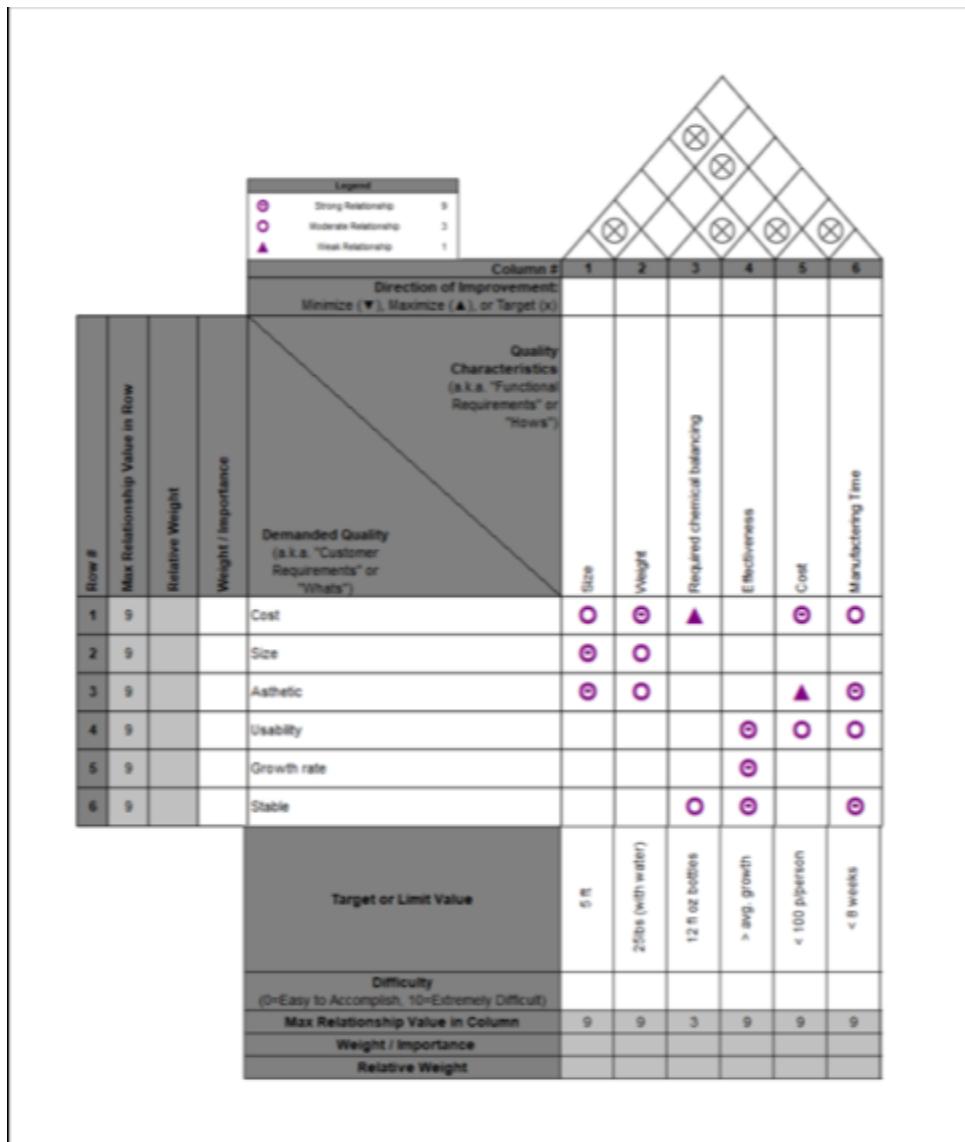 Legend
Strong Relationship 9
Moderate Relationship 3
Weak Relationship 1
Column # 1 2 3 4 5 6
Direction of Improvement:
Minimize (▼), Maximize (▲), or Target (x)
Row #
Max Relationship Value in Row
Relative Weight
Weight / Importance
Quality
Characteristics
(a.k.a. "Functional
Requirements" or
"Hows")
Demanded Quality
(a.k.a. "Customer
Requirements" or
"Whats")
Size
Weight
Required chemical balancing
Effectiveness
Cost
Manufactering Time
1 9 Cost
2 9 Size
3 9 Asthetic
4 9 Usability
5 9 Growth rate
6 9 Stable
Target or Limit Value
5 ft
25lbs (with water)
12 fl oz bottles
> avg. growth
< 100 p/person
< 8 weeks
Difficulty
(0=Easy to Accomplish, 10=Extremely Difficult)
Max Relationship Value in Column 9 9 3 9 9 9
Weight / Importance
Relative Weight